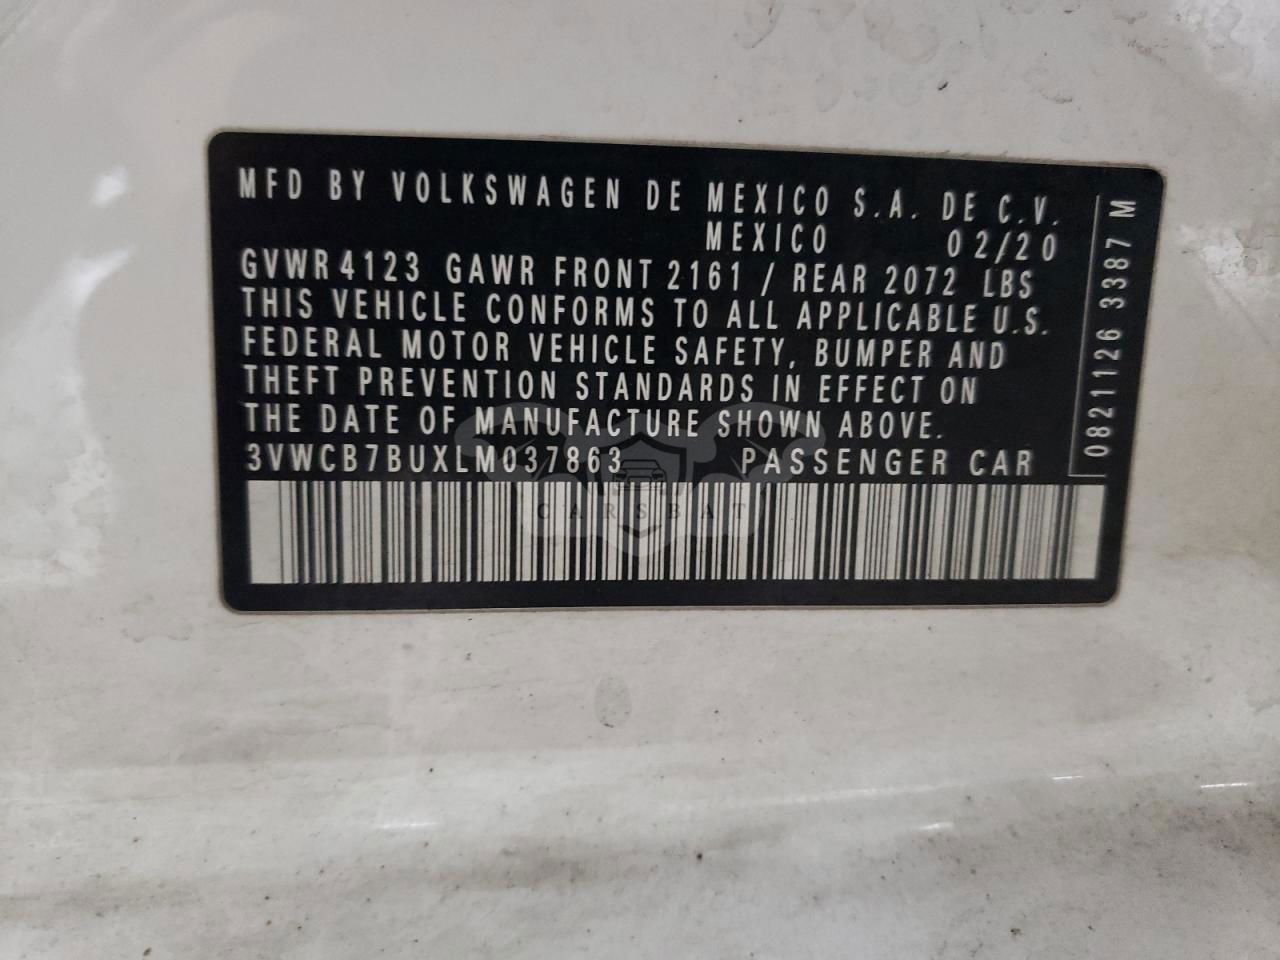 MFD BY VOLKSWAGEN DE MEXICO S.A. DE C.V.
MEXICO 02/20
GVWR 4123 GAWR FRONT 2161 / REAR 2072 LBS
THIS VEHICLE CONFORMS TO ALL APPLICABLE U.S.
FEDERAL MOTOR VEHICLE SAFETY, BUMPER AND
THEFT PREVENTION STANDARDS IN EFFECT ON
THE DATE OF MANUFACTURE SHOWN ABOVE.
3VWCB7BUXLM037863 PASSENGER CAR
0821126 3387 M
CARSBAT